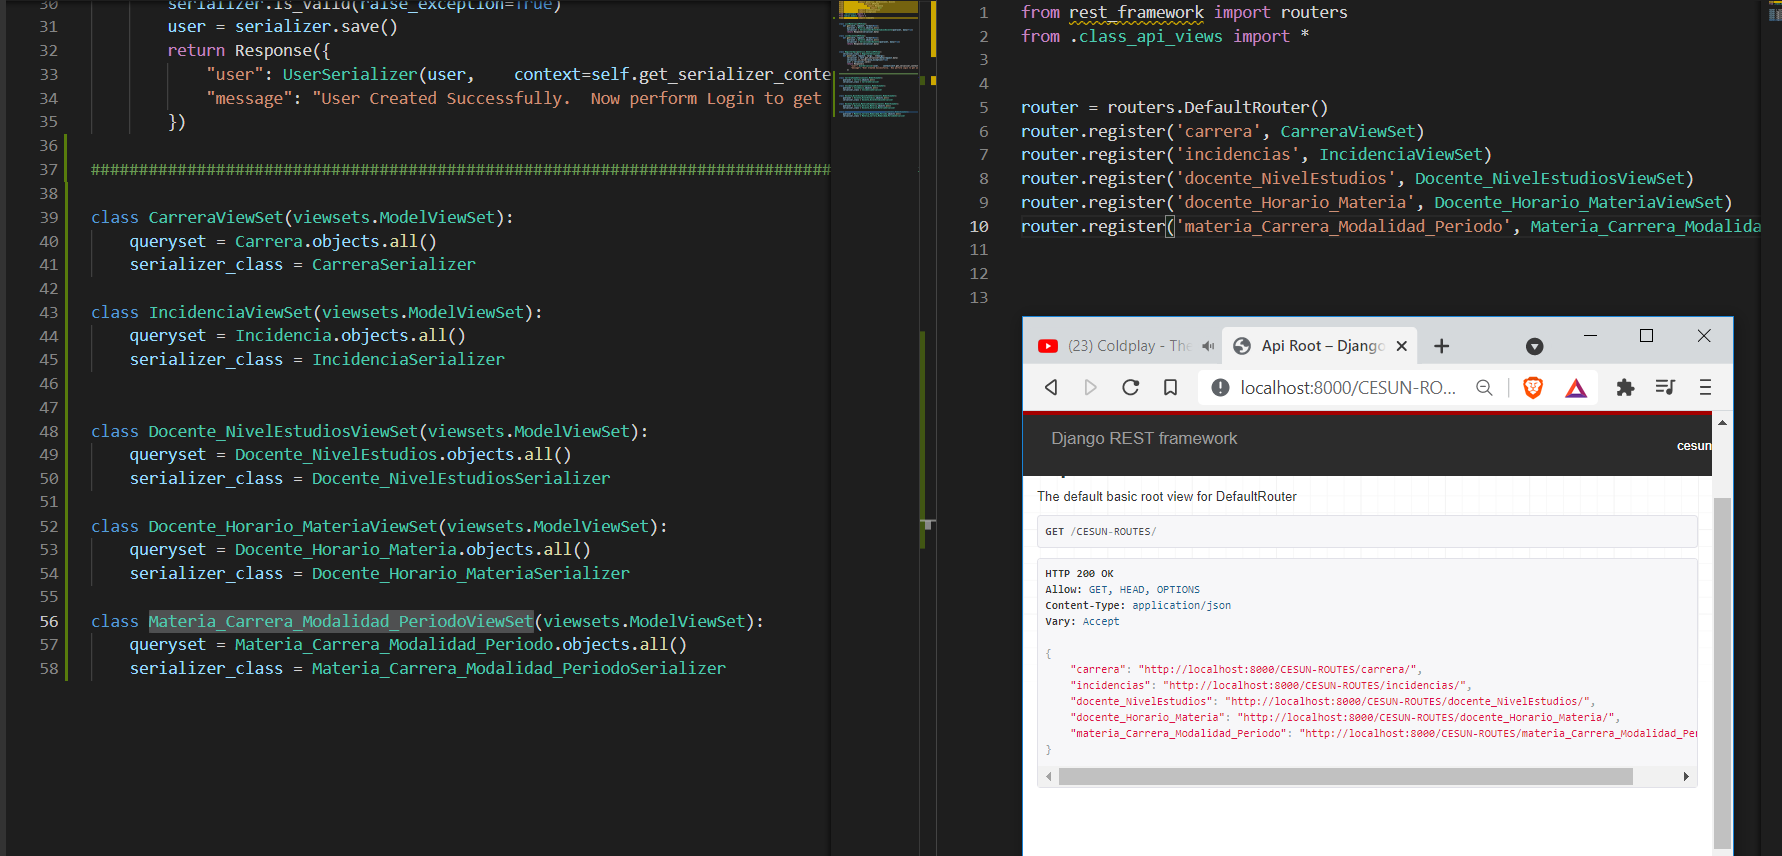 30 serializer.is_valid(raise_exception=True)
31 user = serializer.save()
32 return Response({
33 "user": UserSerializer(user,    context=self.get_serializer_conte
34 "message": "User Created Successfully.  Now perform Login to get
35 })
36
37 #############################################################################
38
39 class CarreraViewSet(viewsets.ModelViewSet):
40 queryset = Carrera.objects.all()
41 serializer_class = CarreraSerializer
42
43 class IncidenciaViewSet(viewsets.ModelViewSet):
44 queryset = Incidencia.objects.all()
45 serializer_class = IncidenciaSerializer
46
47
48 class Docente_NivelEstudiosViewSet(viewsets.ModelViewSet):
49 queryset = Docente_NivelEstudios.objects.all()
50 serializer_class = Docente_NivelEstudiosSerializer
51
52 class Docente_Horario_MateriaViewSet(viewsets.ModelViewSet):
53 queryset = Docente_Horario_Materia.objects.all()
54 serializer_class = Docente_Horario_MateriaSerializer
55
56 class Materia_Carrera_Modalidad_PeriodoViewSet(viewsets.ModelViewSet):
57 queryset = Materia_Carrera_Modalidad_Periodo.objects.all()
58 serializer_class = Materia_Carrera_Modalidad_PeriodoSerializer
1 from rest_framework import routers
2 from .class_api_views import *
3
4
5 router = routers.DefaultRouter()
6 router.register('carrera', CarreraViewSet)
7 router.register('incidencias', IncidenciaViewSet)
8 router.register('docente_NivelEstudios', Docente_NivelEstudiosViewSet)
9 router.register('docente_Horario_Materia', Docente_Horario_MateriaViewSet)
10 router.register('materia_Carrera_Modalidad_Periodo', Materia_Carrera_Modalida
11
12
13
(23) Coldplay - The Api Root – Django
localhost:8000/CESUN-RO...
Django REST framework
cesun
The default basic root view for DefaultRouter
GET /CESUN-ROUTES/
HTTP 200 OK
Allow: GET, HEAD, OPTIONS
Content-Type: application/json
Vary: Accept
{
"carrera": "http://localhost:8000/CESUN-ROUTES/carrera/",
"incidencias": "http://localhost:8000/CESUN-ROUTES/incidencias/",
"docente_NivelEstudios": "http://localhost:8000/CESUN-ROUTES/docente_NivelEstudios/",
"docente_Horario_Materia": "http://localhost:8000/CESUN-ROUTES/docente_Horario_Materia/",
"materia_Carrera_Modalidad_Periodo": "http://localhost:8000/CESUN-ROUTES/materia_Carrera_Modalidad_Per
}